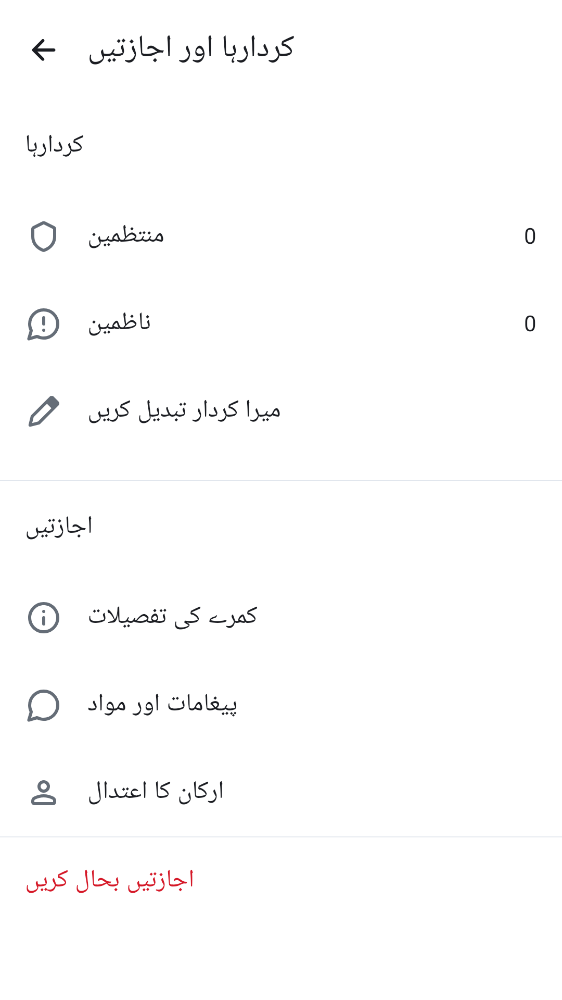 کردارہا اور اجازتیں
کردارہا
منتظمین 0
ناظمین 0
میرا کردار تبدیل کریں
اجازتیں
کمرے کی تفصیلات
پیغامات اور مواد
ارکان کا اعتدال
اجازتیں بحال کریں